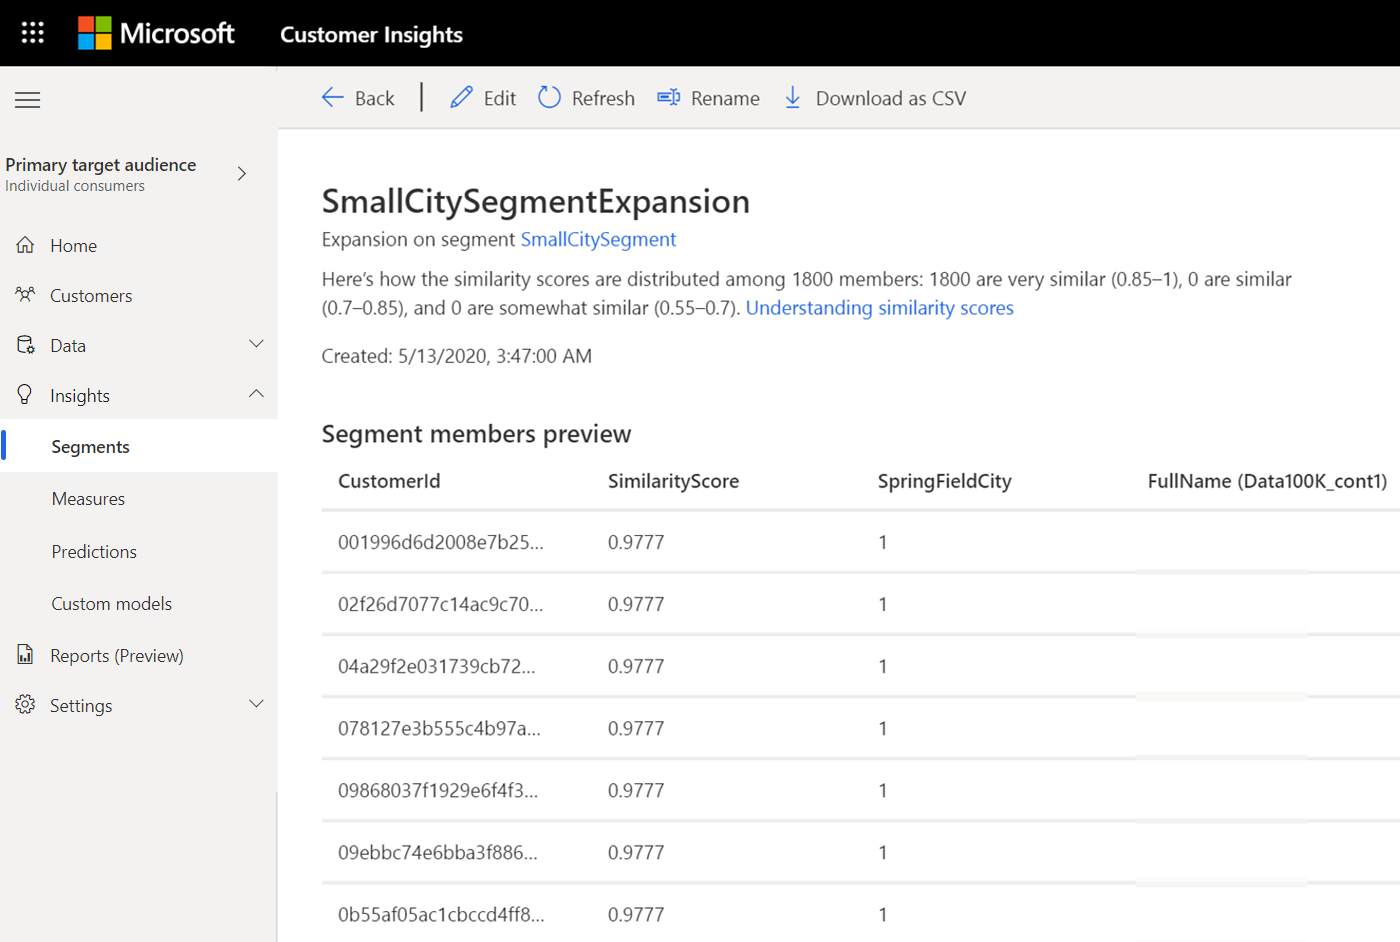 Microsoft Customer Insights
Back Edit Refresh Rename Download as CSV
Primary target audience
Individual consumers
Home
Customers
Data
Insights
Segments
Measures
Predictions
Custom models
Reports (Preview)
Settings
SmallCitySegmentExpansion
Expansion on segment SmallCitySegment
Here’s how the similarity scores are distributed among 1800 members: 1800 are very similar (0.85–1), 0 are similar
(0.7–0.85), and 0 are somewhat similar (0.55–0.7). Understanding similarity scores
Created: 5/13/2020, 3:47:00 AM
Segment members preview
CustomerId SimilarityScore SpringFieldCity FullName (Data100K_cont1)
001996d6d2008e7b25... 0.9777 1
02f26d7077c14ac9c70... 0.9777 1
04a29f2e031739cb72... 0.9777 1
078127e3b555c4b97a... 0.9777 1
09868037f1929e6f4f3... 0.9777 1
09ebbc74e6bba3f886... 0.9777 1
0b55af05ac1cbccd4ff8... 0.9777 1